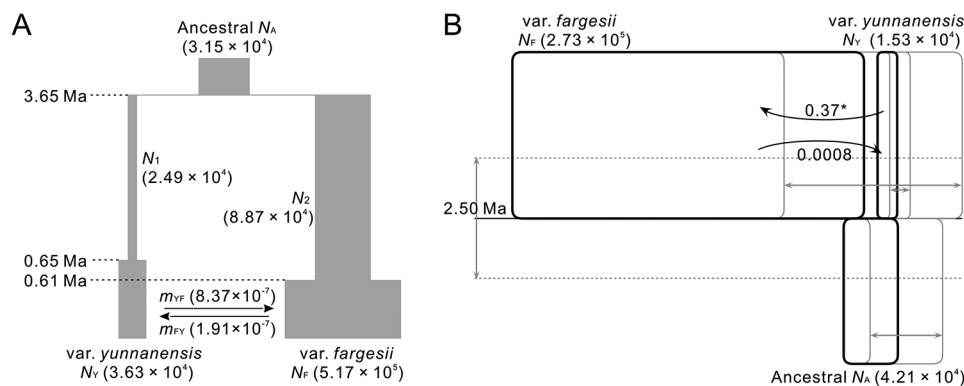 A
Ancestral NA
(3.15 × 10⁴)
3.65 Ma
N1
(2.49 × 10⁴)
N2
(8.87 × 10⁴)
0.65 Ma
0.61 Ma
mYF (8.37×10⁻⁷)
mFY (1.91×10⁻⁷)
var. yunnanensis
NY (3.63 × 10⁴)
var. fargesii
NF (5.17 × 10⁵)
B
var. fargesii
NF (2.73 × 10⁵)
var. yunnanensis
NY (1.53 × 10⁴)
0.37*
0.0008
2.50 Ma
Ancestral NA (4.21 × 10⁴)